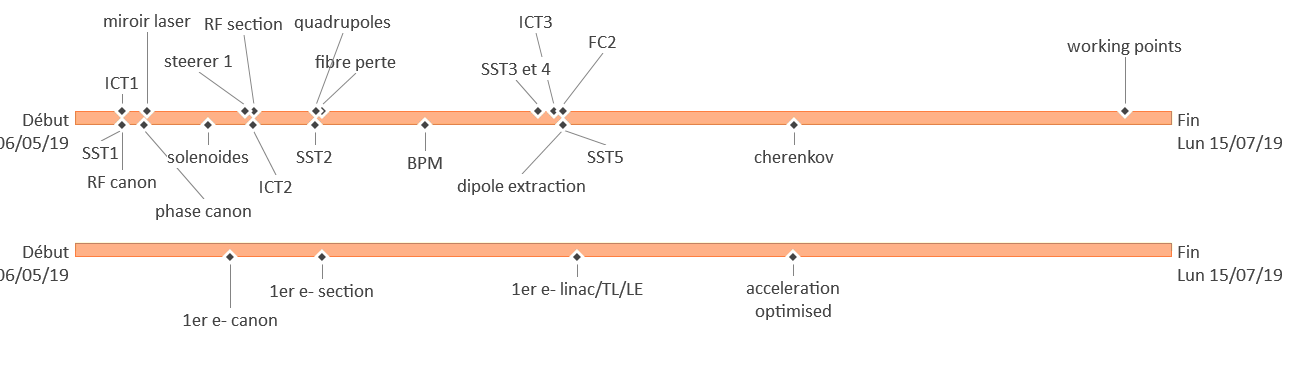 miroir laser
RF section
quadrupoles
ICT3
FC2
working points
steerer 1
fibre perte
SST3 et 4
ICT1
Début
06/05/19
Fin
Lun 15/07/19
SST1
solenoides
SST2
BPM
SST5
cherenkov
RF canon
ICT2
dipole extraction
phase canon
Début
06/05/19
Fin
Lun 15/07/19
1er e- section
1er e- linac/TL/LE
acceleration
optimised
1er e- canon